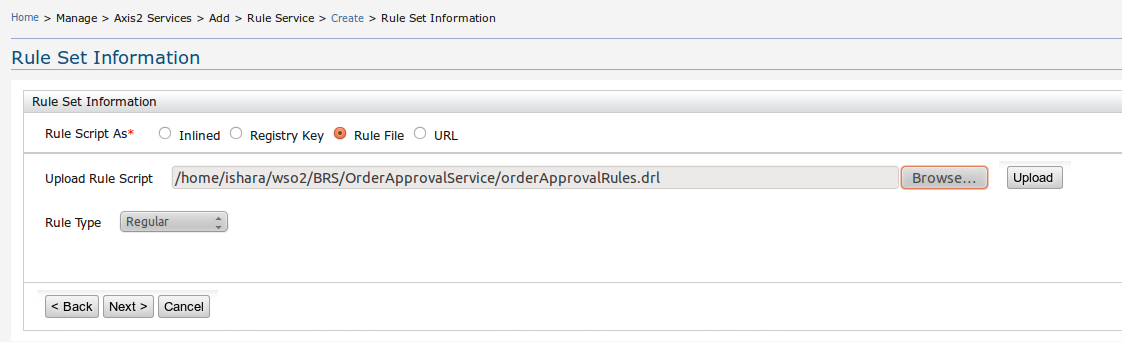 Home > Manage > Axis2 Services > Add > Rule Service > Create > Rule Set Information
Rule Set Information
Rule Set Information
Rule Script As* Inlined Registry Key Rule File URL
Upload Rule Script /home/ishara/wso2/BRS/OrderApprovalService/orderApprovalRules.drl Browse... Upload
Rule Type Regular
< Back Next > Cancel